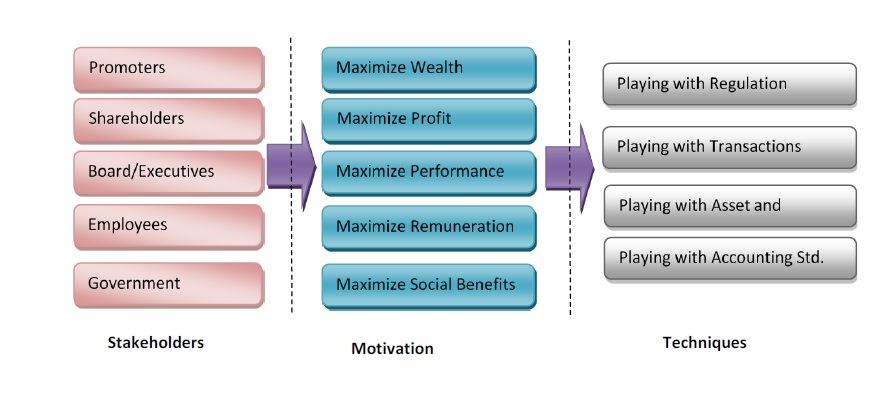 Promoters
Shareholders
Board/Executives
Employees
Government
Stakeholders
Maximize Wealth
Maximize Profit
Maximize Performance
Maximize Remuneration
Maximize Social Benefits
Motivation
Playing with Regulation
Playing with Transactions
Playing with Asset and
Playing with Accounting Std.
Techniques